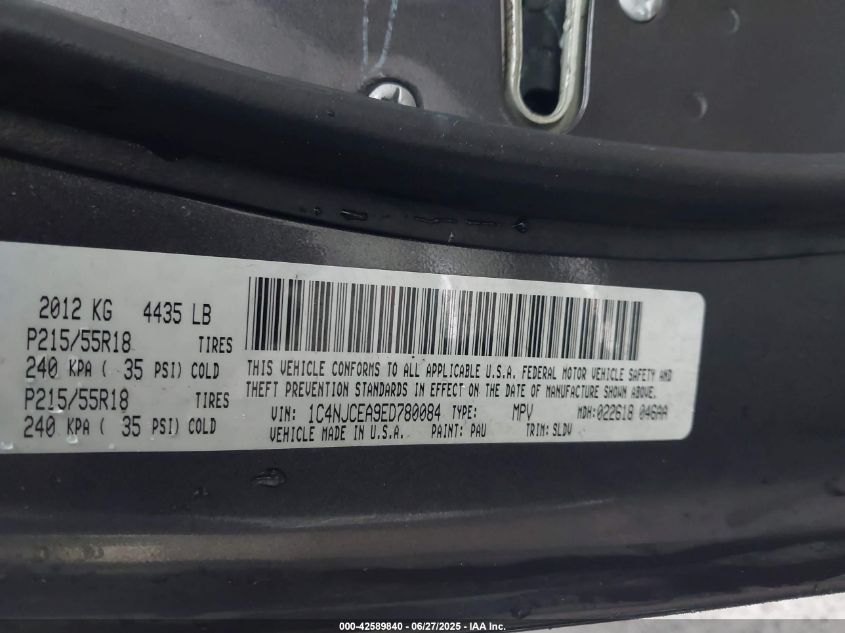 2012 KG 4435 LB
P215/55R18 TIRES
240 KPA ( 35 PSI) COLD
P215/55R18 TIRES
240 KPA ( 35 PSI) COLD
THIS VEHICLE CONFORMS TO ALL APPLICABLE U.S.A. FEDERAL MOTOR VEHICLE SAFETY AND
THEFT PREVENTION STANDARDS IN EFFECT ON THE DATE OF MANUFACTURE SHOWN ABOVE.
VIN: 1C4NJCEA9ED780084 TYPE: MPV MDH:022618 046AA
VEHICLE MADE IN U.S.A. PAINT: PAU TRIM: SLDV
000-42589840 - 06/27/2025 - IAA Inc.